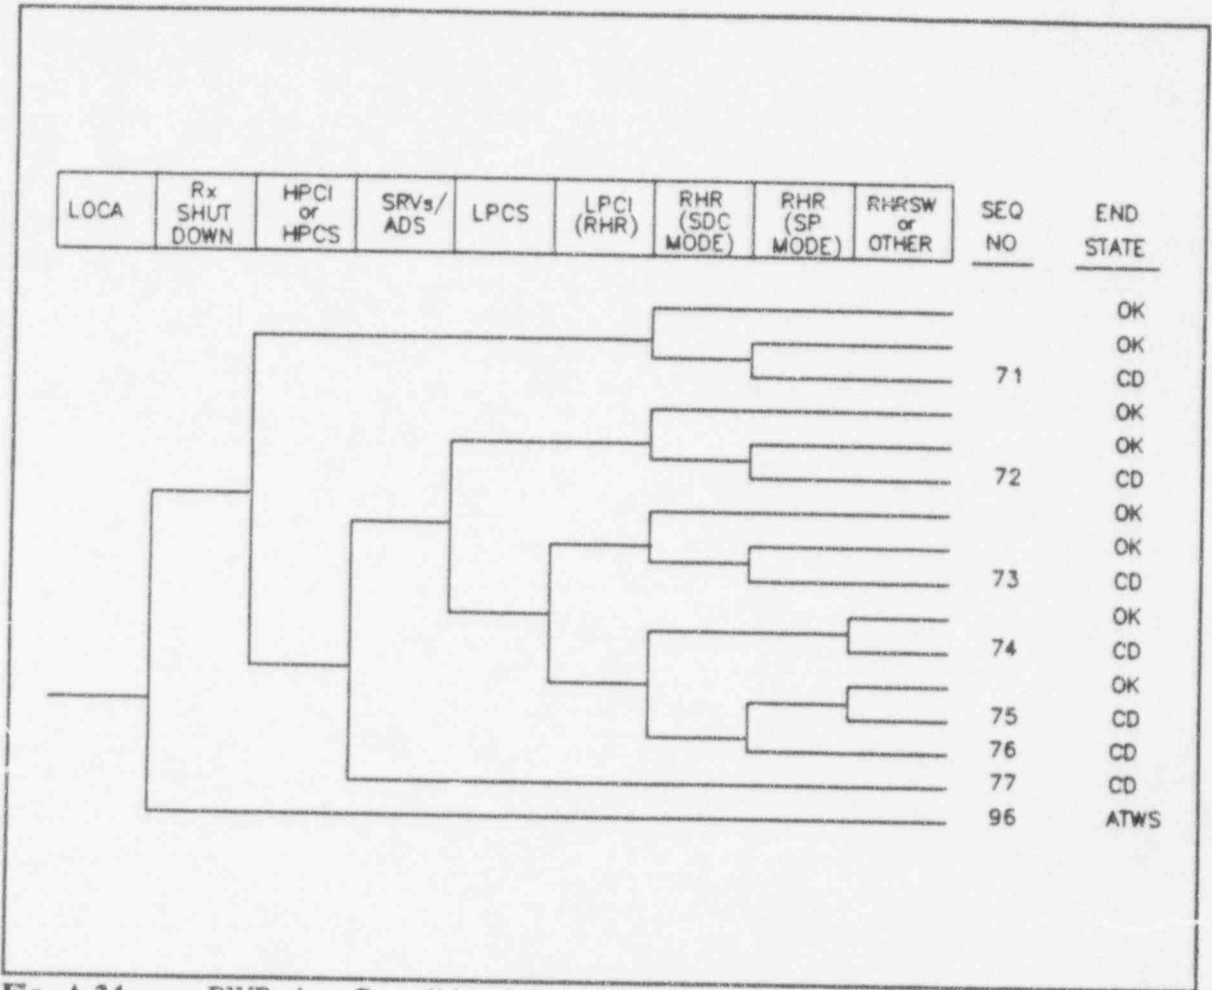 LOCA
Rx
SHUT
DOWN
HPCI
or
HPCS
SRVs/
ADS
LPCS
LPCI
(RHR)
RHR
(SDC
MODE)
RHR
(SP
MODE)
RHRSW
or
OTHER
SEQ
NO
END
STATE
OK
OK
71 CD
OK
OK
72 CD
OK
OK
73 CD
OK
74 CD
OK
75 CD
76 CD
77 CD
96 ATWS